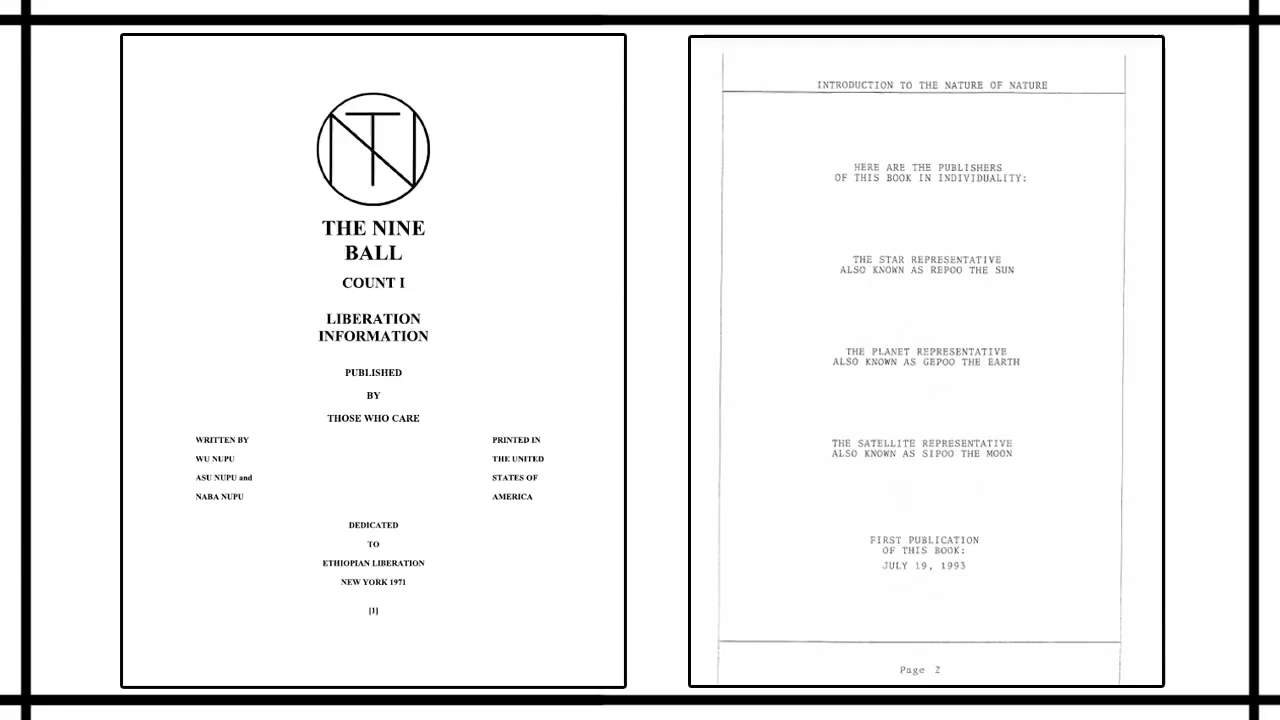 THE NINE
BALL
COUNT I
LIBERATION
INFORMATION
PUBLISHED
BY
THOSE WHO CARE
WRITTEN BY
WU NUPU
ASU NUPU and
NABA NUPU
PRINTED IN
THE UNITED
STATES OF
AMERICA
DEDICATED
TO
ETHIOPIAN LIBERATION
NEW YORK 1971
[1]
INTRODUCTION TO THE NATURE OF NATURE
HERE ARE THE PUBLISHERS
OF THIS BOOK IN INDIVIDUALITY:
THE STAR REPRESENTATIVE
ALSO KNOWN AS REPOO THE SUN
THE PLANET REPRESENTATIVE
ALSO KNOWN AS GEPOO THE EARTH
THE SATELLITE REPRESENTATIVE
ALSO KNOWN AS SIPOO THE MOON
FIRST PUBLICATION
OF THIS BOOK:
JULY 19, 1993
Page 2